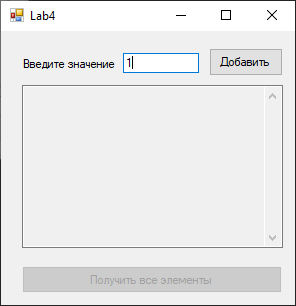 Lab4
Введите значение
1
Добавить
Получить все элементы